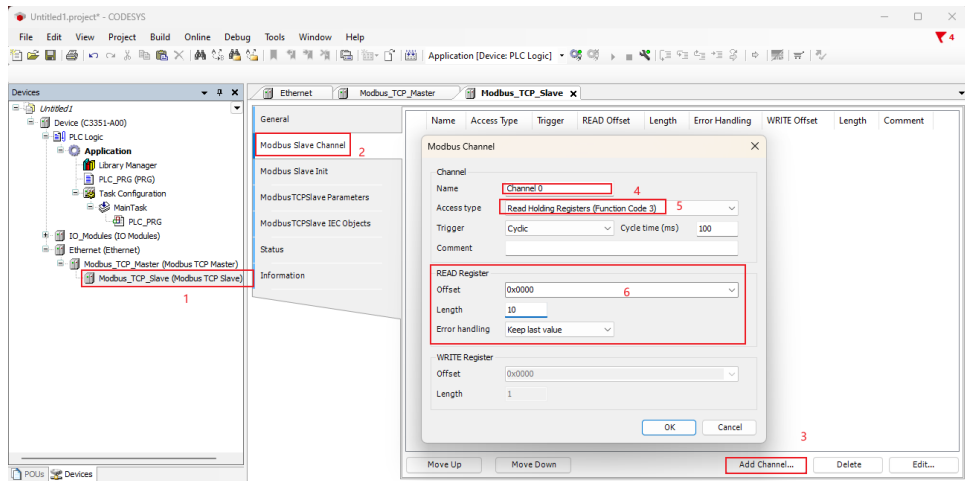 Untitled1.project* - CODESYS
File Edit View Project Build Online Debug Tools Window Help
4
Application [Device: PLC Logic]
Devices
Untitled1
Device (C3351-A00)
PLC Logic
Application
Library Manager
PLC_PRG (PRG)
Task Configuration
MainTask
PLC_PRG
IO_Modules (IO Modules)
Ethernet (Ethernet)
Modbus_TCP_Master (Modbus TCP Master)
Modbus_TCP_Slave (Modbus TCP Slave)
1
POUs Devices
Ethernet Modbus_TCP_Master Modbus_TCP_Slave
General
Modbus Slave Channel 2
Modbus Slave Init
ModbusTCPSlave Parameters
ModbusTCPSlave IEC Objects
Status
Information
Name Access Type Trigger READ Offset Length Error Handling WRITE Offset Length Comment
Modbus Channel
Channel
Name Channel 0 4
Access type Read Holding Registers (Function Code 3) 5
Trigger Cyclic Cycle time (ms) 100
Comment
READ Register
Offset 0x0000 6
Length 10
Error handling Keep last value
WRITE Register
Offset 0x0000
Length 1
OK Cancel
3
Move Up Move Down Add Channel... Delete Edit...